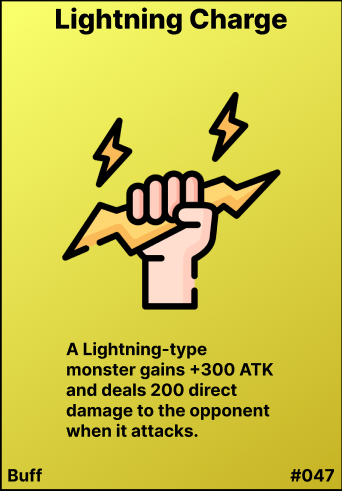 Lightning Charge
A Lightning-type
monster gains +300 ATK
and deals 200 direct
damage to the opponent
when it attacks.
Buff
#047